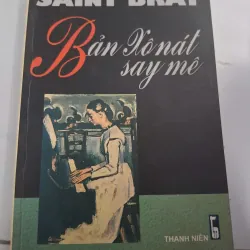 SAINT BRAY
Bản Xônát
say mê
THANH NIÊN